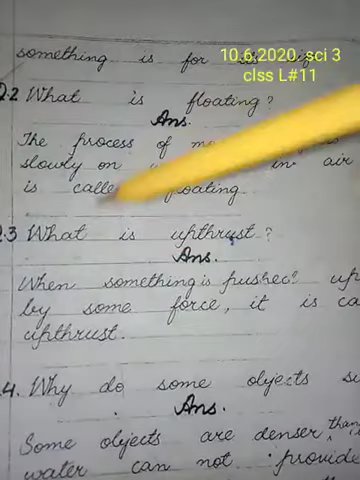 something is for its
10.6.2020 sci 3
clss L#11
Q.2 What is floating?
Ans.
The process of
slowly on in air
is calle floating
Q.3 What is upthrust?
Ans.
When something is pushed up
by some force, it is ca
upthrust.
4. Why do some objects s
Ans.
Some objects are denser than
water can not provide